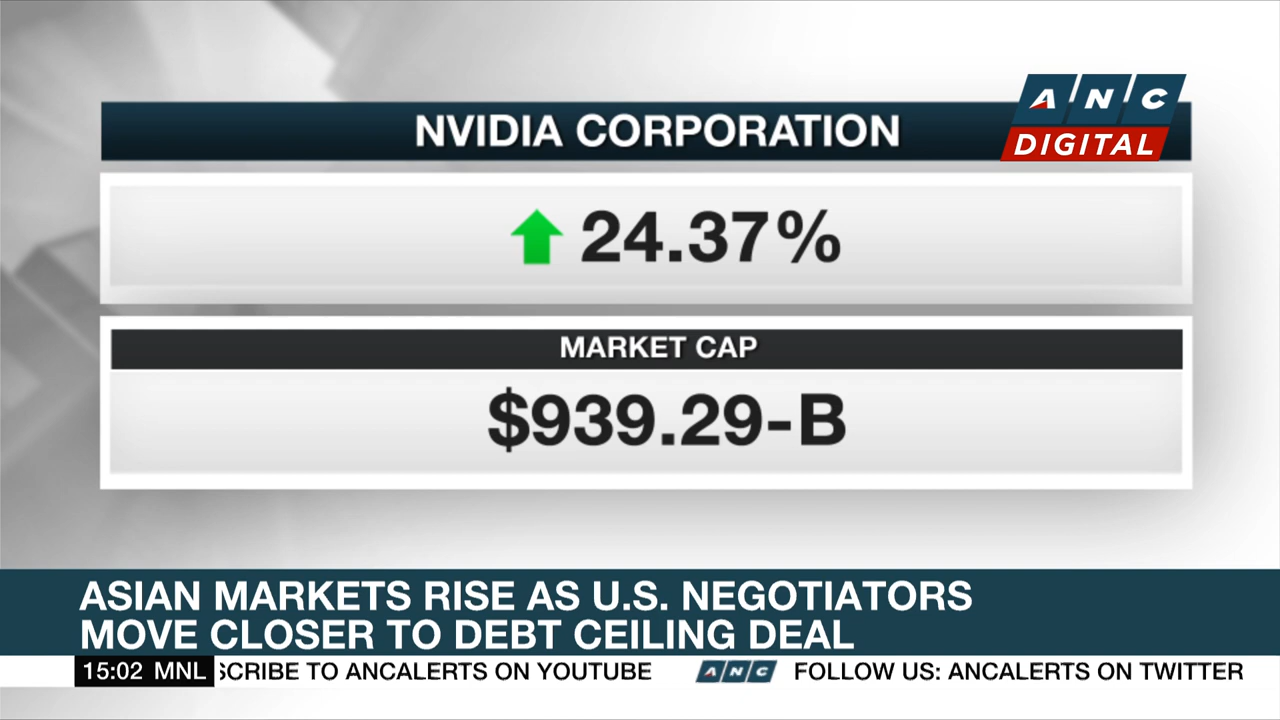 NVIDIA CORPORATION
ANC
DIGITAL
24.37%
MARKET CAP
$939.29-B
ASIAN MARKETS RISE AS U.S. NEGOTIATORS
MOVE CLOSER TO DEBT CEILING DEAL
15:02 MNL SCRIBE TO ANCALERTS ON YOUTUBE ANC FOLLOW US: ANCALERTS ON TWITTER